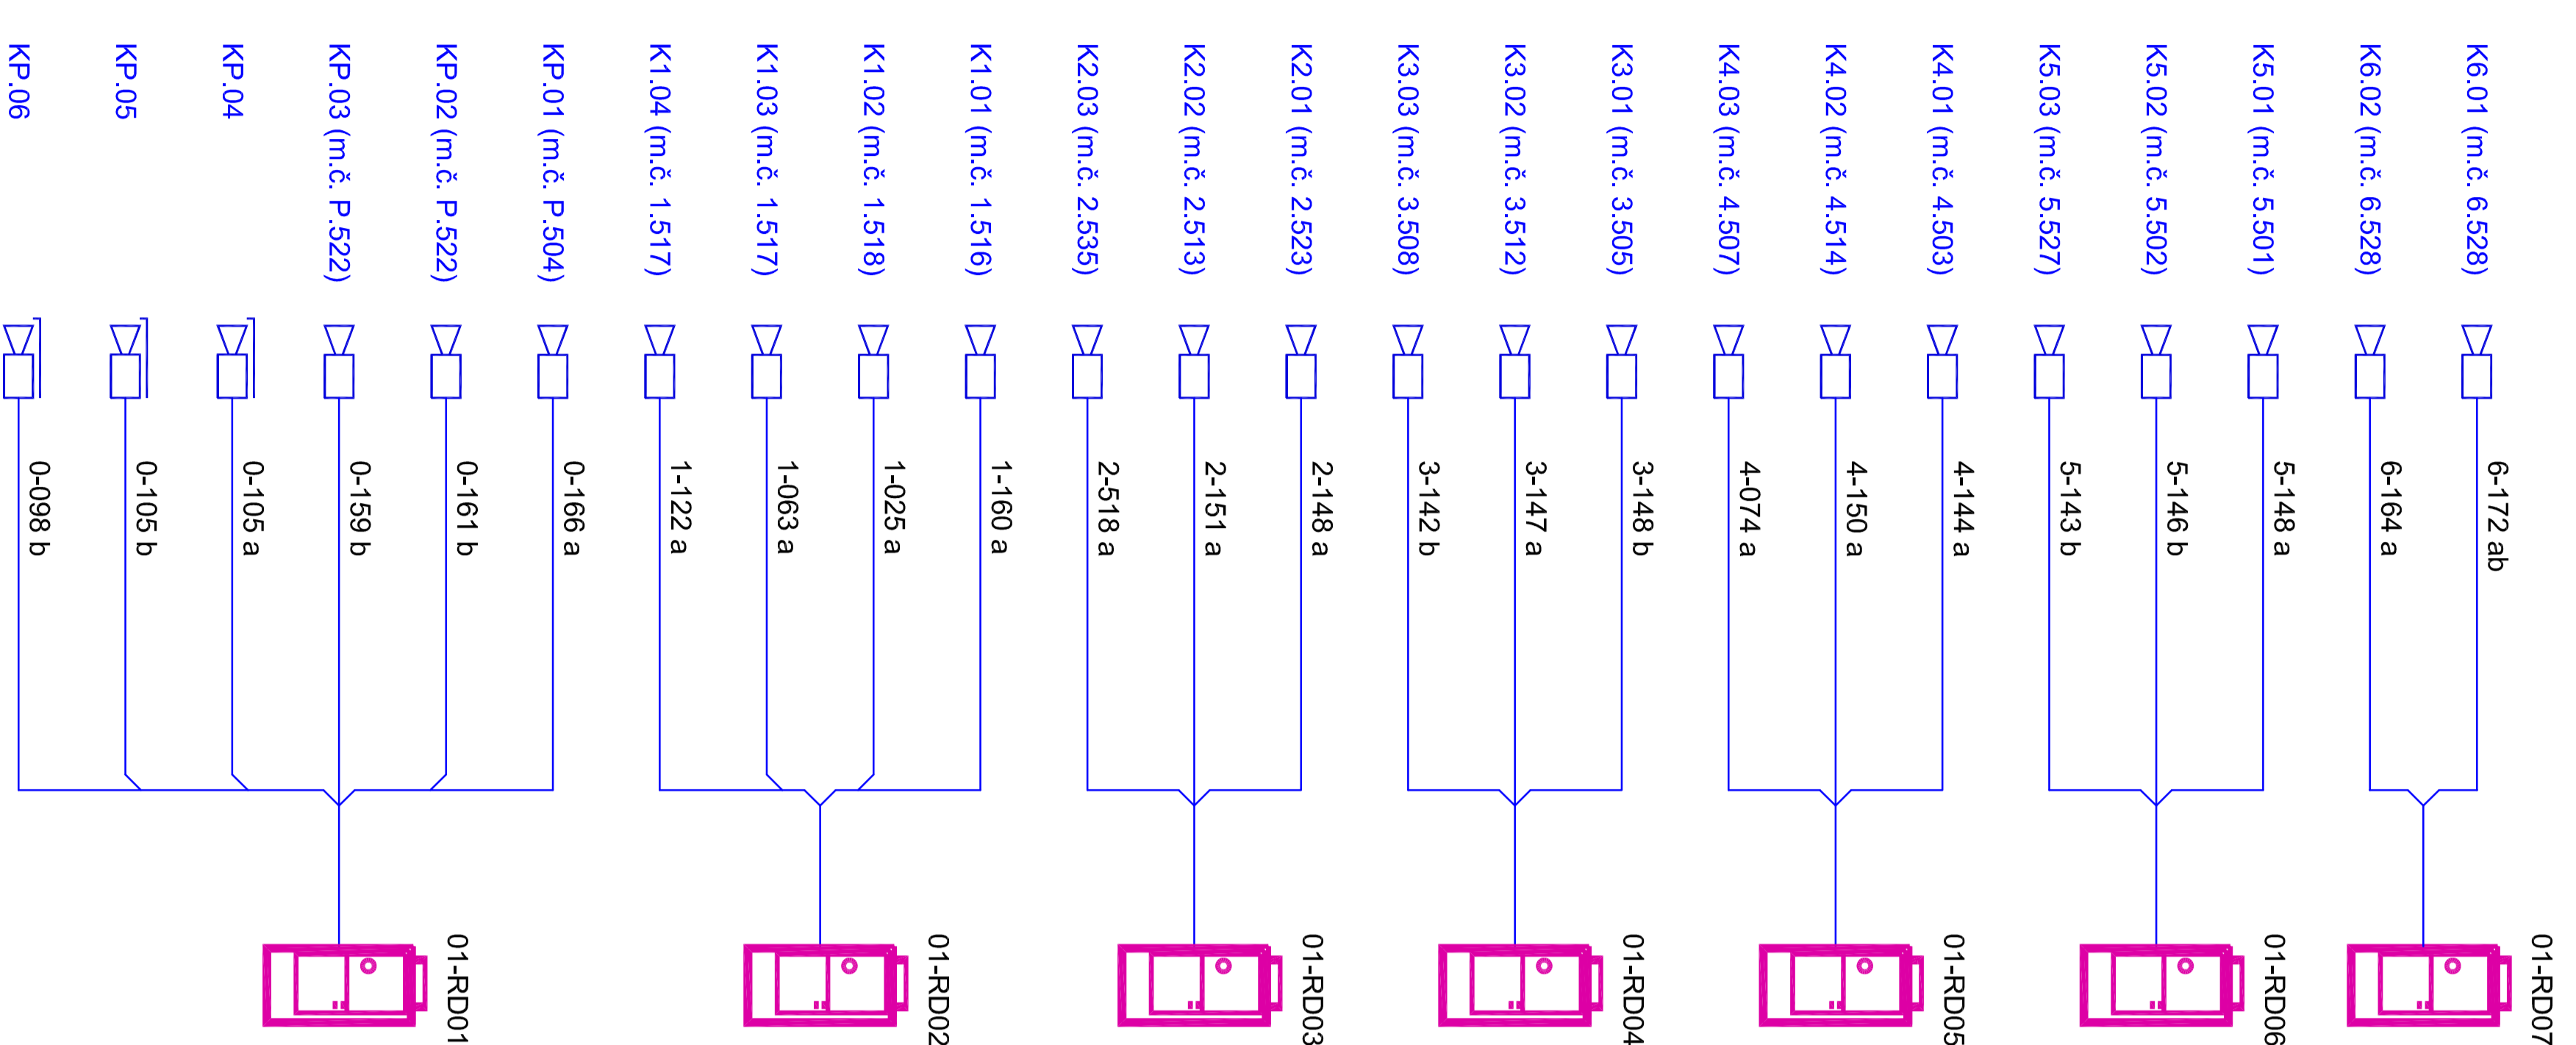 K6.01 (m.č. 6.528)
6-172 ab
K6.02 (m.č. 6.528)
6-164 a
01-RD07
K5.01 (m.č. 5.501)
5-148 a
K5.02 (m.č. 5.502)
5-146 b
K5.03 (m.č. 5.527)
5-143 b
01-RD06
K4.01 (m.č. 4.503)
4-144 a
K4.02 (m.č. 4.514)
4-150 a
K4.03 (m.č. 4.507)
4-074 a
01-RD05
K3.01 (m.č. 3.505)
3-148 b
K3.02 (m.č. 3.512)
3-147 a
K3.03 (m.č. 3.508)
3-142 b
01-RD04
K2.01 (m.č. 2.523)
2-148 a
K2.02 (m.č. 2.513)
2-151 a
K2.03 (m.č. 2.535)
2-518 a
01-RD03
K1.01 (m.č. 1.516)
1-160 a
K1.02 (m.č. 1.518)
1-025 a
K1.03 (m.č. 1.517)
1-063 a
K1.04 (m.č. 1.517)
1-122 a
01-RD02
KP.01 (m.č. P.504)
0-166 a
KP.02 (m.č. P.522)
0-161 b
KP.03 (m.č. P.522)
0-159 b
KP.04
0-105 a
KP.05
0-105 b
KP.06
0-098 b
01-RD01